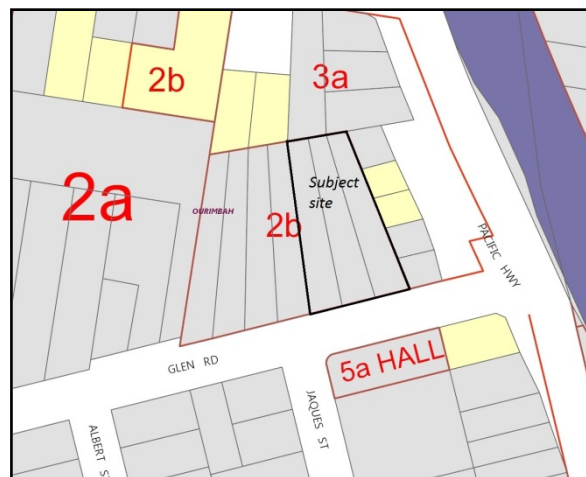 2b
3a
2a
Subject
site
OURIMBAH
2b
PACIFIC HWY
GLEN RD
5a HALL
JAQUES ST
ALBERT S